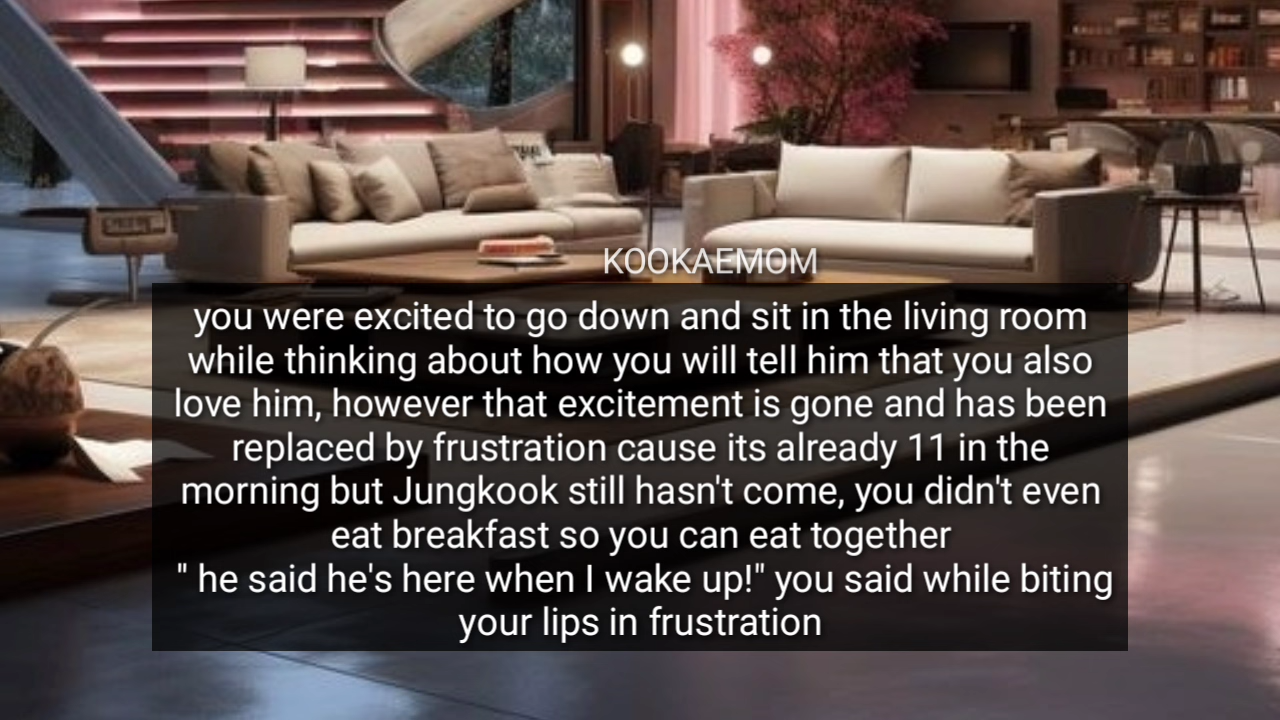 KOOKAEMOM
you were excited to go down and sit in the living room
while thinking about how you will tell him that you also
love him, however that excitement is gone and has been
replaced by frustration cause its already 11 in the
morning but Jungkook still hasn't come, you didn't even
eat breakfast so you can eat together
" he said he's here when I wake up!" you said while biting
your lips in frustration